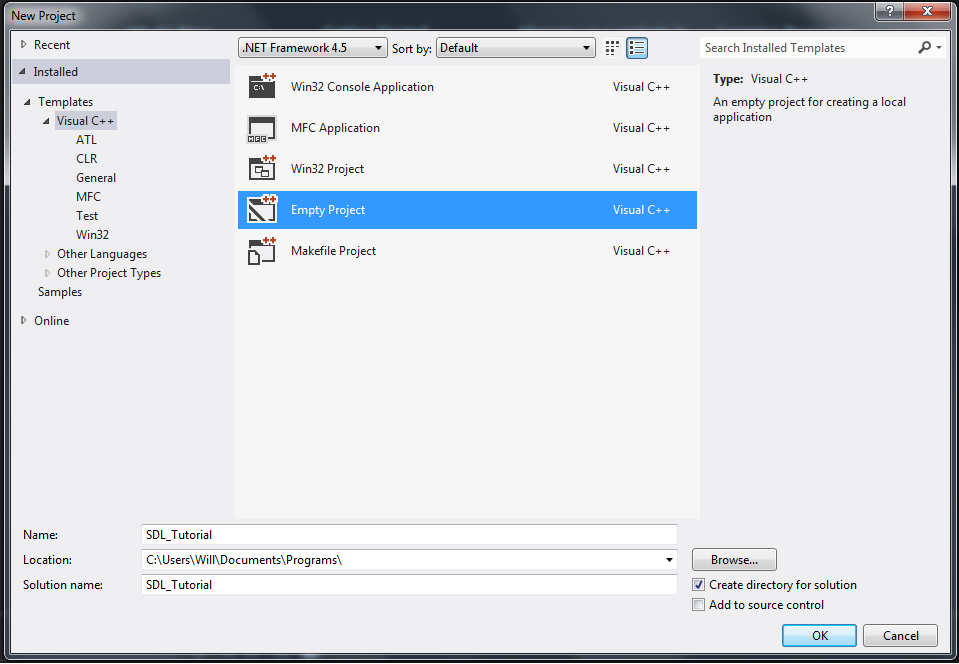 New Project
?
Recent
Installed
Templates
Visual C++
ATL
CLR
General
MFC
Test
Win32
Other Languages
Other Project Types
Samples
Online
.NET Framework 4.5
Sort by:
Default
C:\
Win32 Console Application Visual C++
MFC
MFC Application Visual C++
Win32 Project Visual C++
Empty Project Visual C++
Makefile Project Visual C++
Search Installed Templates
Type: Visual C++
An empty project for creating a local
application
Name: SDL_Tutorial
Location: C:\Users\Will\Documents\Programs\
Browse...
Solution name: SDL_Tutorial
Create directory for solution
Add to source control
OK
Cancel